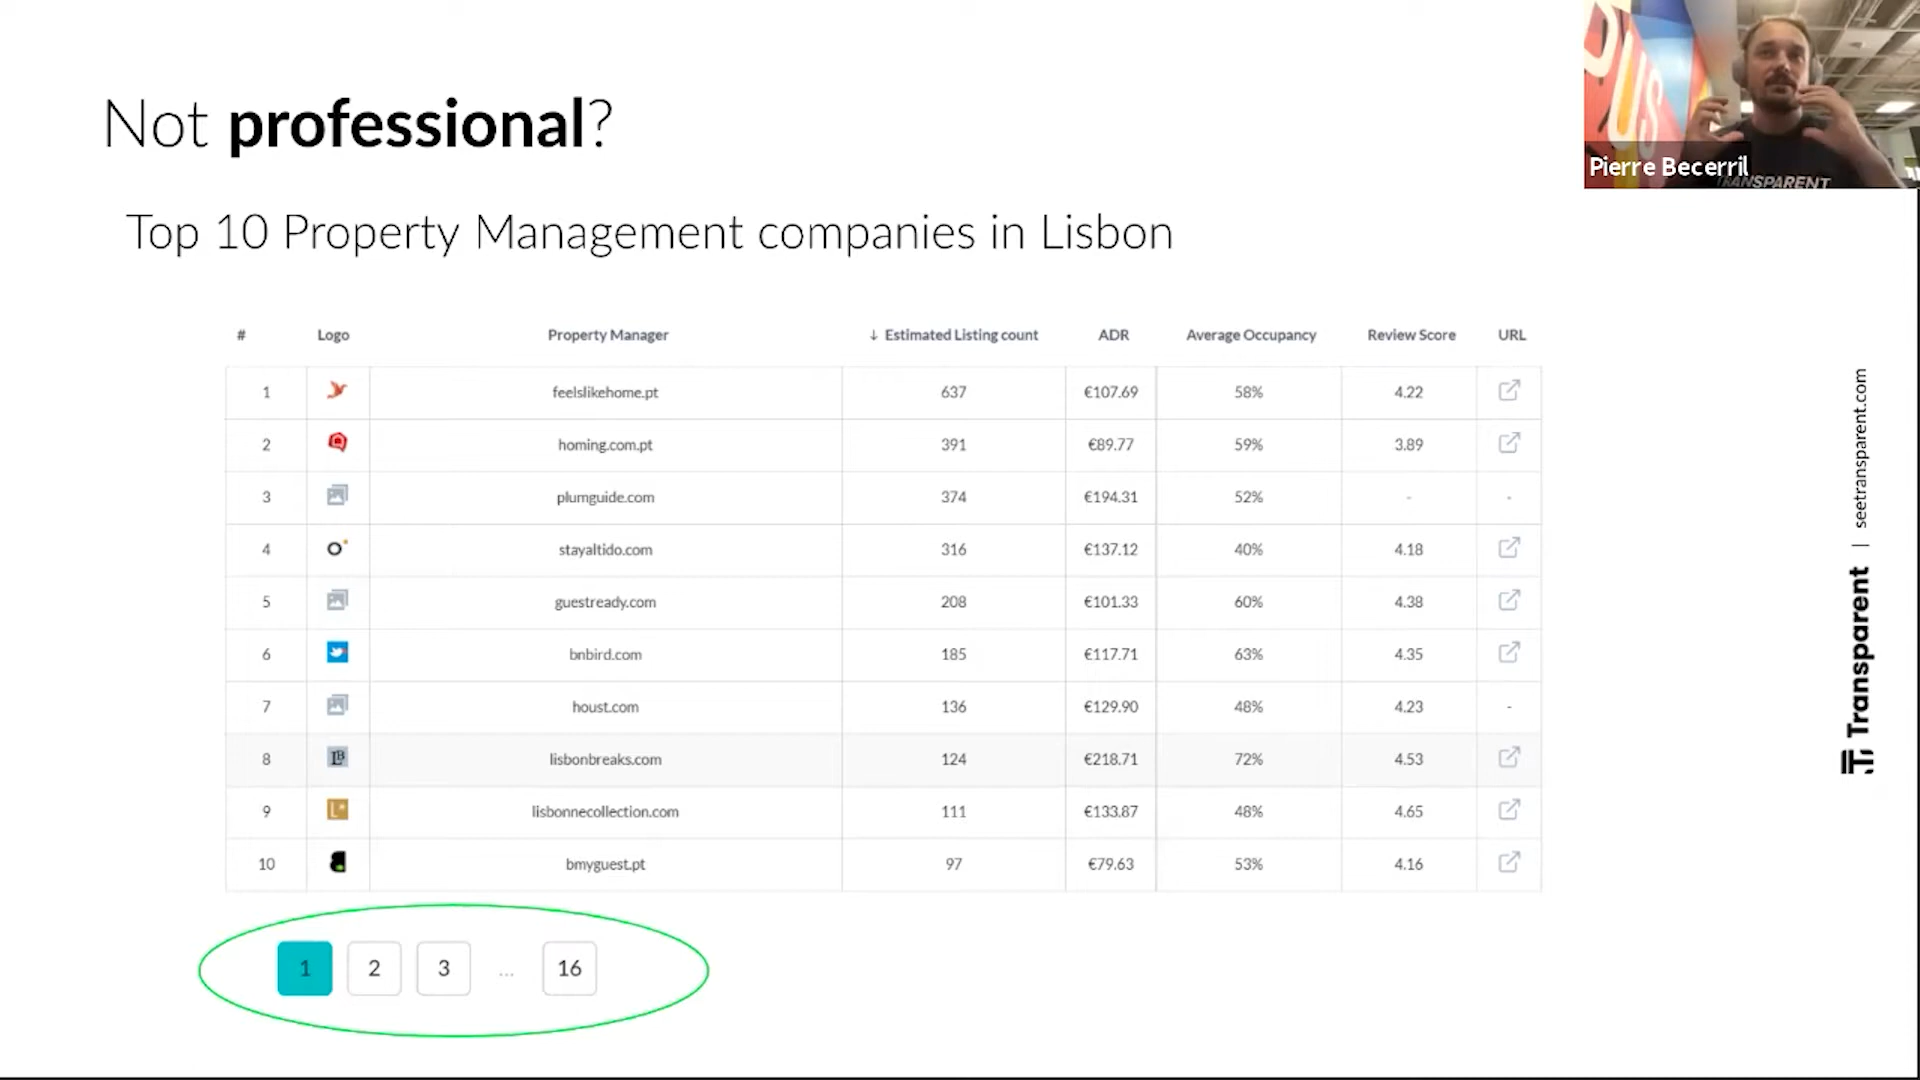 Not professional?
Pierre Becerril
TRANSPARENT
Top 10 Property Management companies in Lisbon
# Logo Property Manager ↓ Estimated Listing count ADR Average Occupancy Review Score URL
1 feelslikehome.pt 637 €107.69 58% 4.22
2 homing.com.pt 391 €89.77 59% 3.89
3 plumguide.com 374 €194.31 52% - -
4 stayaltido.com 316 €137.12 40% 4.18
5 guestready.com 208 €101.33 60% 4.38
6 bnbird.com 185 €117.71 63% 4.35
7 houst.com 136 €129.90 48% 4.23 -
8 LB lisbonbreaks.com 124 €218.71 72% 4.53
9 L lisbonnecollection.com 111 €133.87 48% 4.65
10 bmyguest.pt 97 €79.63 53% 4.16
1 2 3 ... 16
Transparent | seetransparent.com